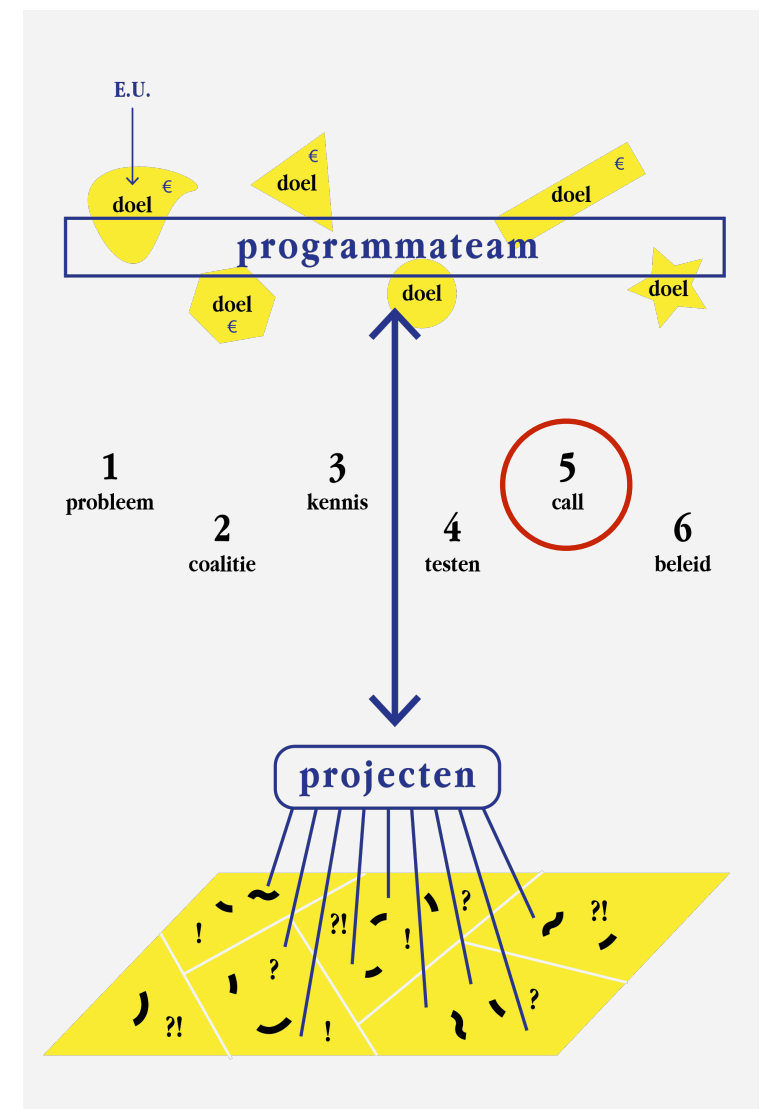 E.U.
doel €
doel €
doel €
programmateam
doel
€
doel
doel
1
probleem
2
coalitie
3
kennis
4
testen
5
call
6
beleid
projecten
!
?!
?
?!
?!
?
!
!
?